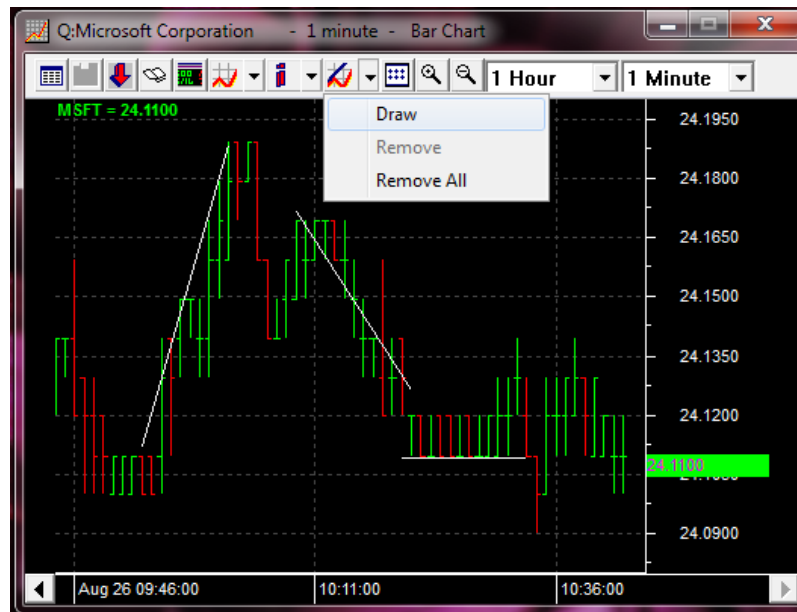 Q:Microsoft Corporation - 1 minute - Bar Chart
1 Hour 1 Minute
MSFT = 24.1100
Draw
Remove
Remove All
24.1950
24.1800
24.1650
24.1500
24.1350
24.1200
24.1100
24.0900
Aug 26 09:46:00 10:11:00 10:36:00